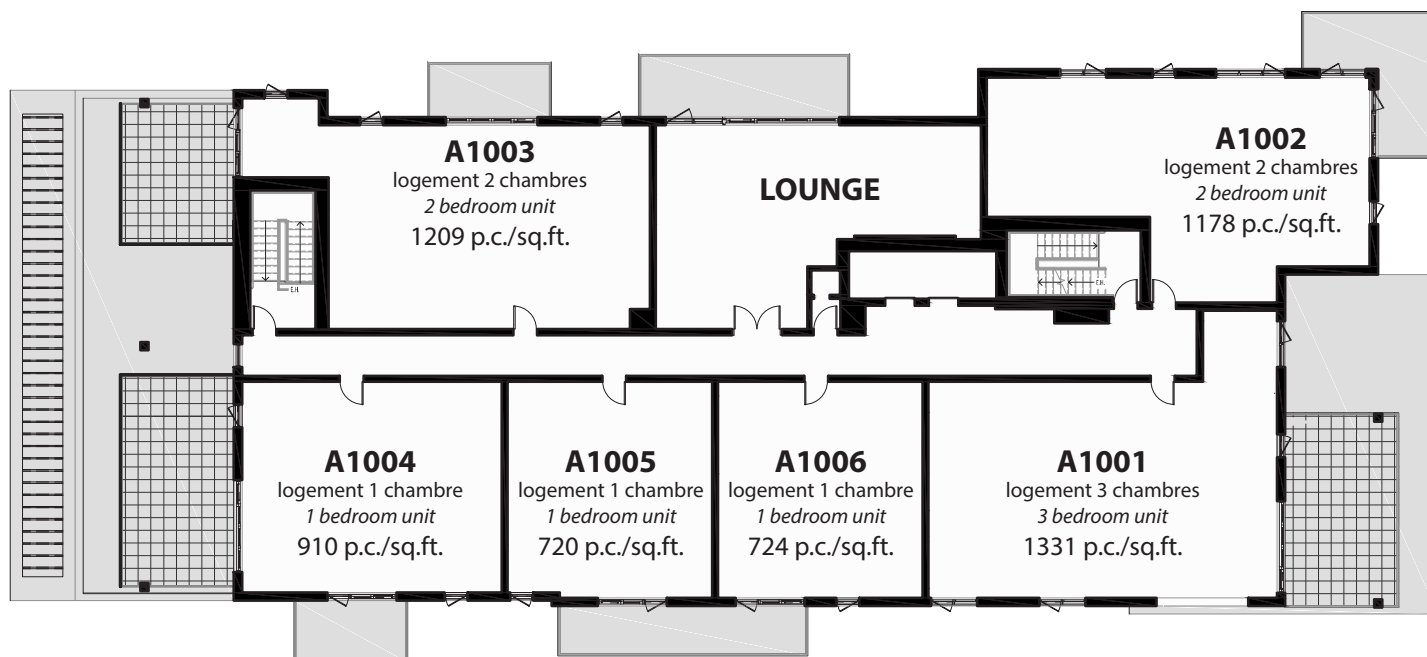 A1003
logement 2 chambres
2 bedroom unit
1209 p.c./sq.ft.
LOUNGE
A1002
logement 2 chambres
2 bedroom unit
1178 p.c./sq.ft.
E.H.
E.H.
A1004
logement 1 chambre
1 bedroom unit
910 p.c./sq.ft.
A1005
logement 1 chambre
1 bedroom unit
720 p.c./sq.ft.
A1006
logement 1 chambre
1 bedroom unit
724 p.c./sq.ft.
A1001
logement 3 chambres
3 bedroom unit
1331 p.c./sq.ft.